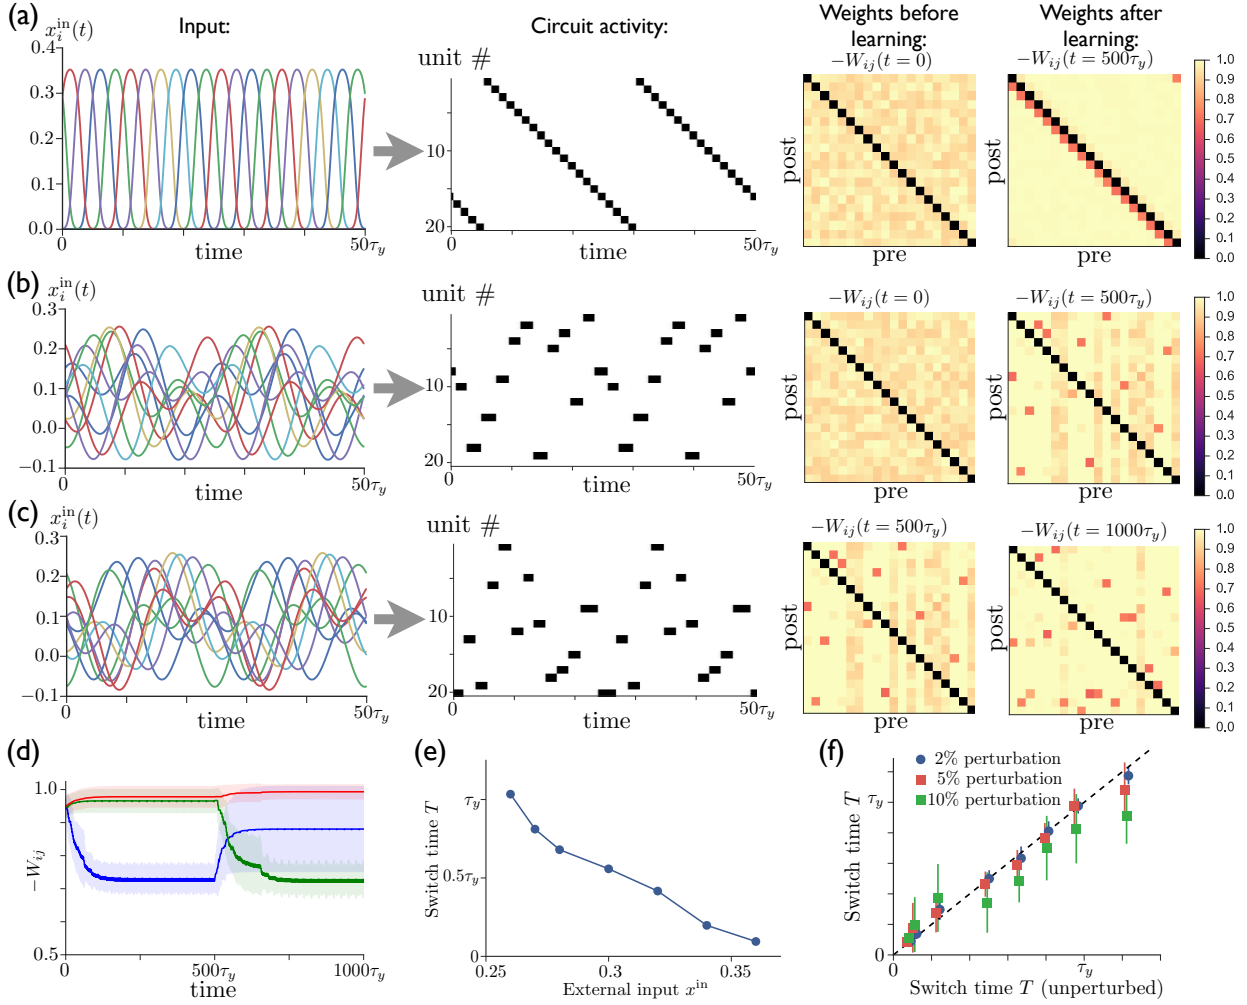 (a)
Input:
Circuit activity:
Weights before
learning:
Weights after
learning:
x_i^in(t)
0.4
0.3
0.2
0.1
0.0
0
time
50τ_y
unit #
10
20
0
time
50τ_y
−W_ij(t = 0)
post
pre
−W_ij(t = 500τ_y)
post
pre
1.0
0.9
0.8
0.7
0.6
0.5
0.4
0.3
0.2
0.1
0.0
(b)
x_i^in(t)
0.3
0.2
0.1
0.0
−0.1
0
time
50τ_y
unit #
10
20
0
time
50τ_y
−W_ij(t = 0)
post
pre
−W_ij(t = 500τ_y)
post
pre
1.0
0.9
0.8
0.7
0.6
0.5
0.4
0.3
0.2
0.1
0.0
(c)
x_i^in(t)
0.3
0.2
0.1
0.0
−0.1
0
time
50τ_y
unit #
10
20
0
time
50τ_y
−W_ij(t = 500τ_y)
post
pre
−W_ij(t = 1000τ_y)
post
pre
1.0
0.9
0.8
0.7
0.6
0.5
0.4
0.3
0.2
0.1
0.0
(d)
−W_ij
1.0
0.5
0
500τ_y
1000τ_y
time
(e)
Switch time T
τ_y
0.5τ_y
0
0.25
0.3
0.35
External input x^in
(f)
2% perturbation
5% perturbation
10% perturbation
Switch time T
τ_y
0
0
τ_y
Switch time T (unperturbed)